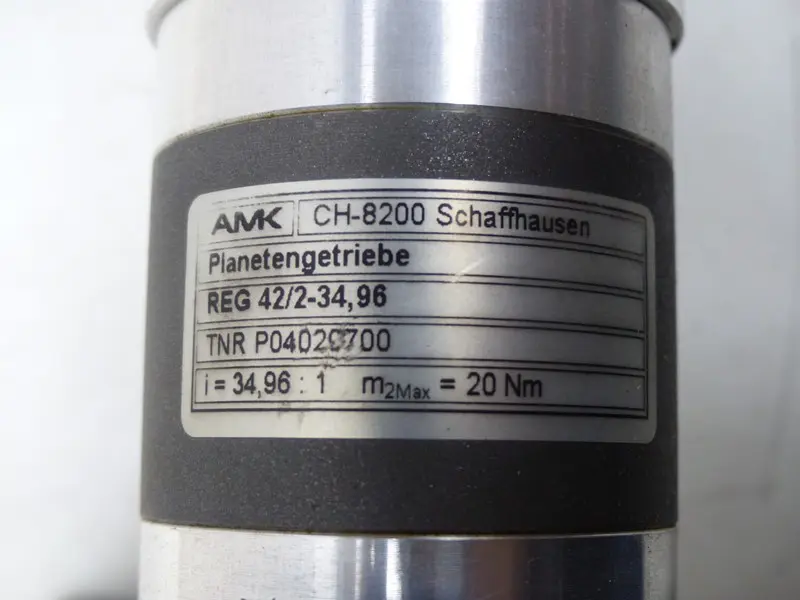 AMK CH-8200 Schaffhausen
Planetengetriebe
REG 42/2-34,96
TNR P04020700
i = 34,96 : 1 m2Max = 20 Nm